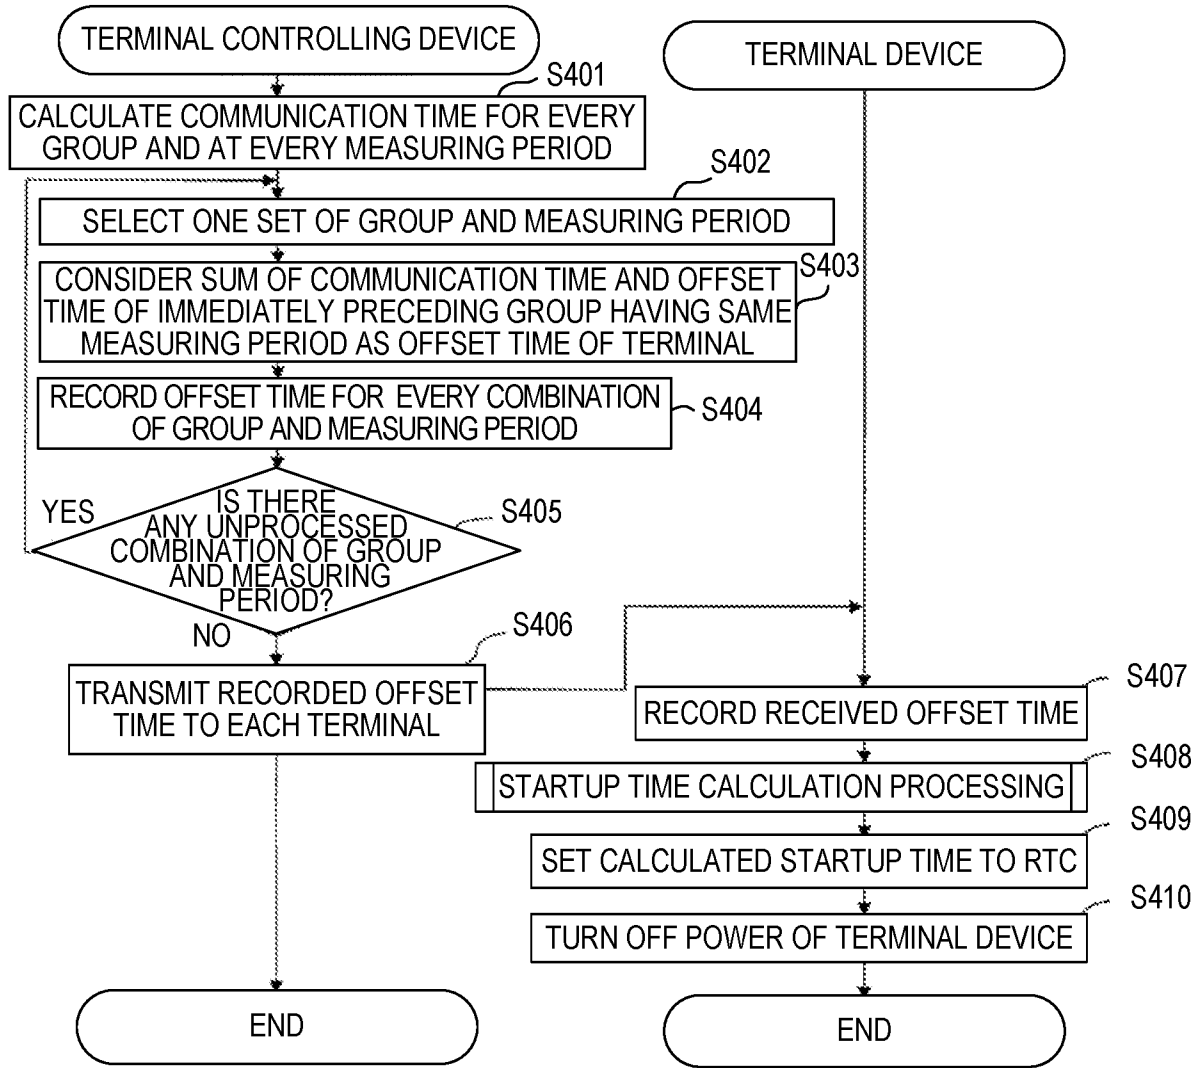 TERMINAL CONTROLLING DEVICE
S401
CALCULATE COMMUNICATION TIME FOR EVERY
GROUP AND AT EVERY MEASURING PERIOD
S402
SELECT ONE SET OF GROUP AND MEASURING PERIOD
S403
CONSIDER SUM OF COMMUNICATION TIME AND OFFSET
TIME OF IMMEDIATELY PRECEDING GROUP HAVING SAME
MEASURING PERIOD AS OFFSET TIME OF TERMINAL
RECORD OFFSET TIME FOR EVERY COMBINATION
OF GROUP AND MEASURING PERIOD
S404
YES
IS THERE
ANY UNPROCESSED
COMBINATION OF GROUP
AND MEASURING
PERIOD?
S405
NO
S406
TRANSMIT RECORDED OFFSET
TIME TO EACH TERMINAL
END
TERMINAL DEVICE
S407
RECORD RECEIVED OFFSET TIME
S408
STARTUP TIME CALCULATION PROCESSING
S409
SET CALCULATED STARTUP TIME TO RTC
S410
TURN OFF POWER OF TERMINAL DEVICE
END